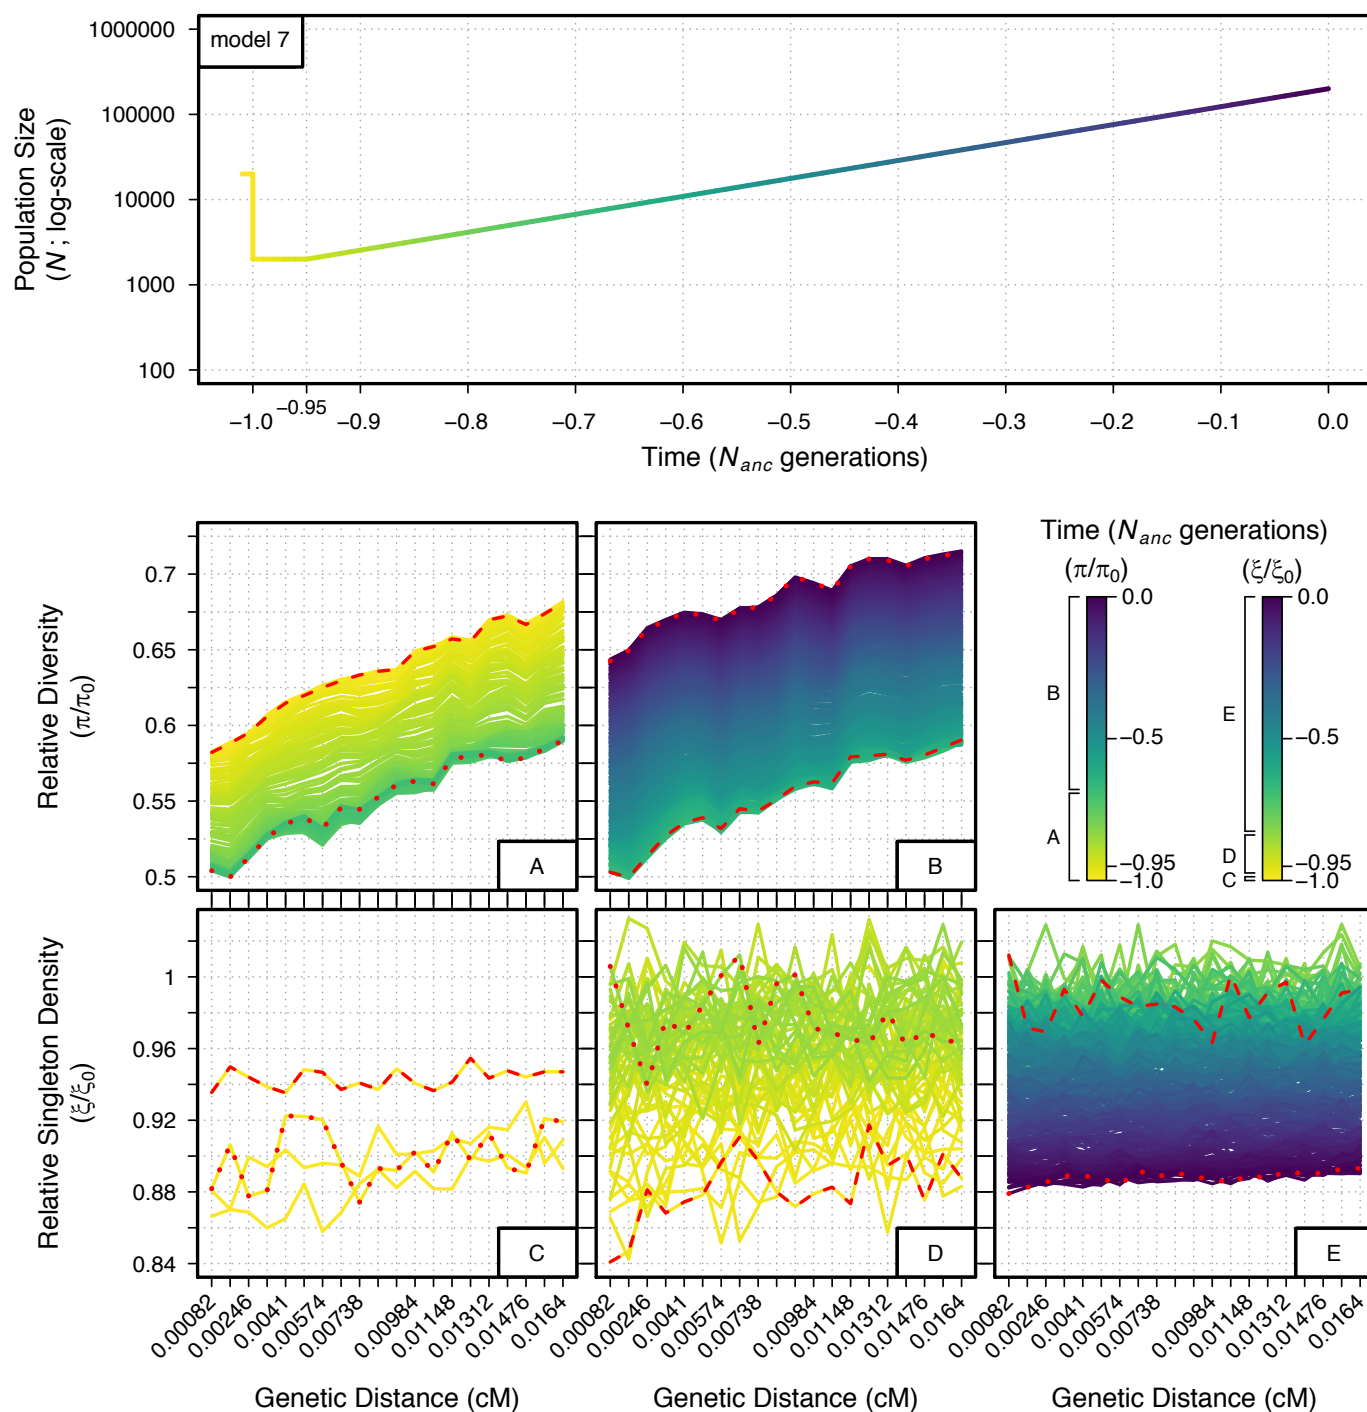 model 7
Population Size
(N ; log-scale)
1000000
100000
10000
1000
100
−1.0 −0.95 −0.9 −0.8 −0.7 −0.6 −0.5 −0.4 −0.3 −0.2 −0.1 0.0
Time (N anc generations)
Relative Diversity
(π/π0)
0.7
0.65
0.6
0.55
0.5
A
B
Time (N anc generations)
(π/π0) (ξ/ξ0)
0.0
−0.5
−0.95
−1.0
B
A
0.0
−0.5
−0.95
−1.0
E
D
C
Relative Singleton Density
(ξ/ξ0)
1
0.96
0.92
0.88
0.84
C
D
E
0.00082 0.00246 0.0041 0.00574 0.00738 0.00984 0.01148 0.01312 0.01476 0.0164
0.00082 0.00246 0.0041 0.00574 0.00738 0.00984 0.01148 0.01312 0.01476 0.0164
0.00082 0.00246 0.0041 0.00574 0.00738 0.00984 0.01148 0.01312 0.01476 0.0164
Genetic Distance (cM) Genetic Distance (cM) Genetic Distance (cM)